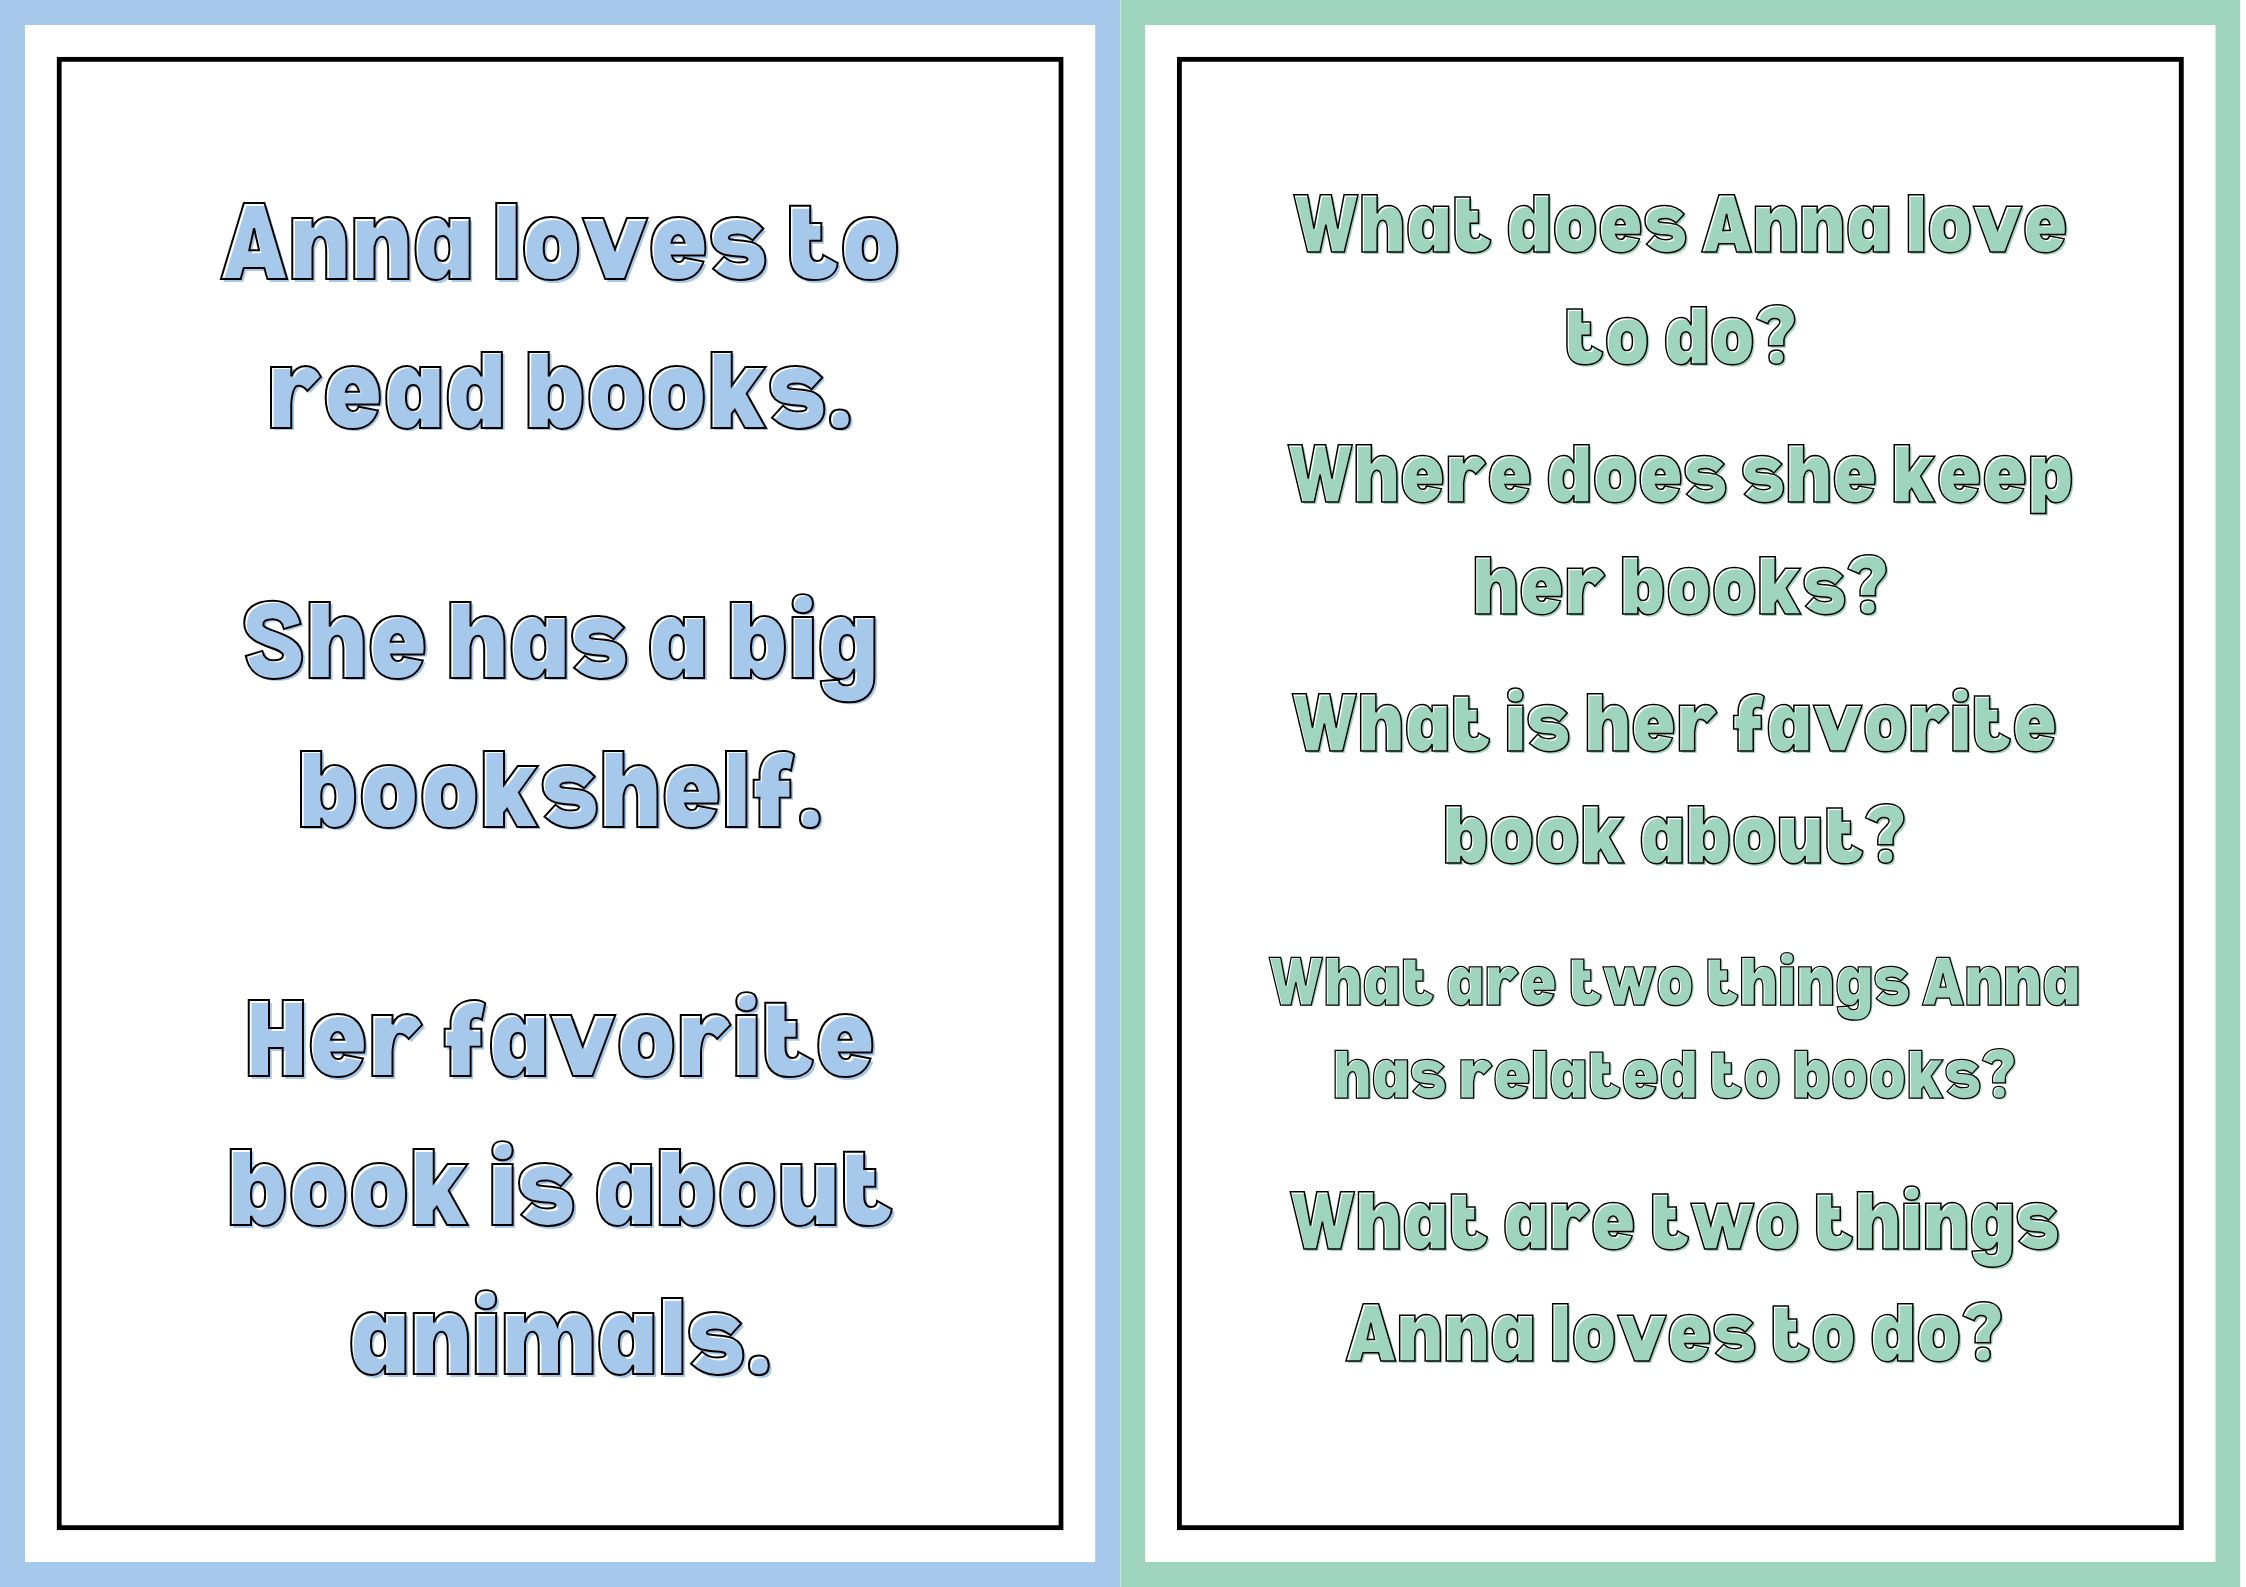 Anna loves to
read books.
She has a big
bookshelf.
Her favorite
book is about
animals.
What does Anna love
to do?
Where does she keep
her books?
What is her favorite
book about?
What are two things Anna
has related to books?
What are two things
Anna loves to do?